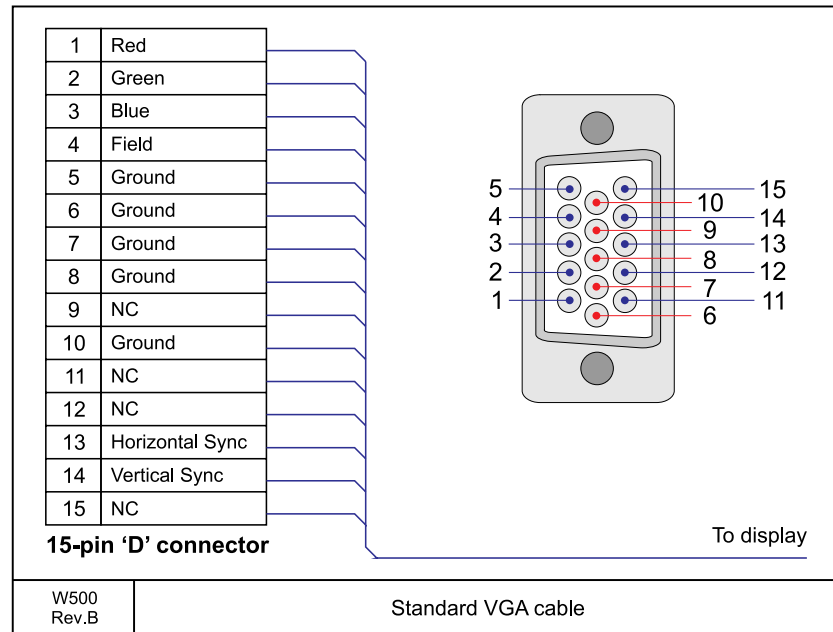 1 Red
2 Green
3 Blue
4 Field
5 Ground
6 Ground
7 Ground
8 Ground
9 NC
10 Ground
11 NC
12 NC
13 Horizontal Sync
14 Vertical Sync
15 NC
15-pin ‘D’ connector
5 15
10
4 14
9
3 13
8
2 12
7
1 11
6
To display
W500
Rev.B
Standard VGA cable